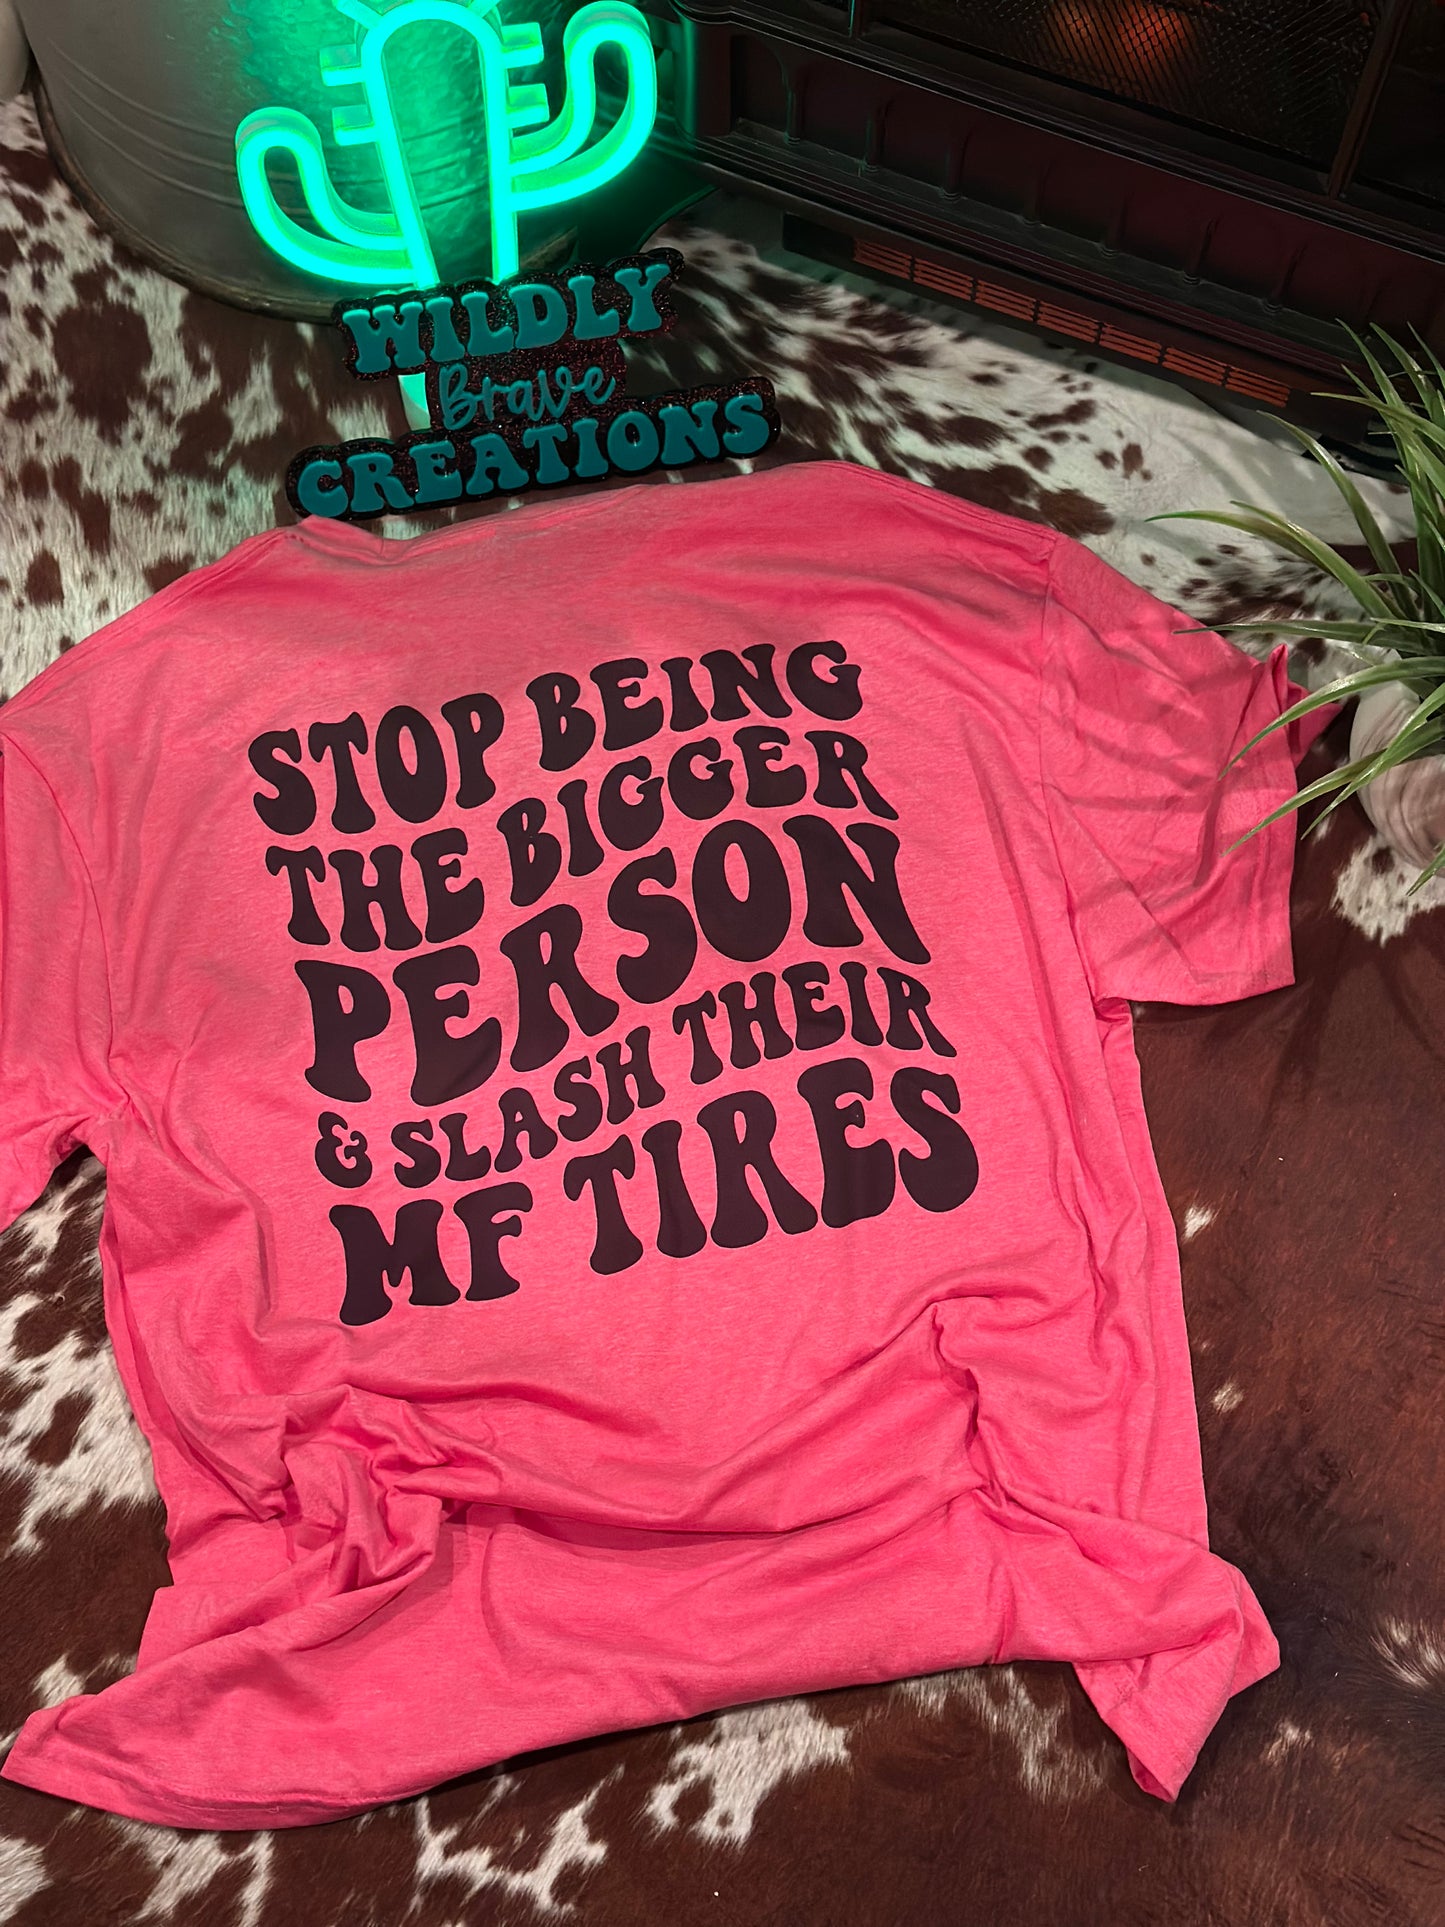 WILDLY
Brave
CREATIONS
STOP BEING
THE BIGGER
PERSON
& SLASH THEIR
MF TIRES